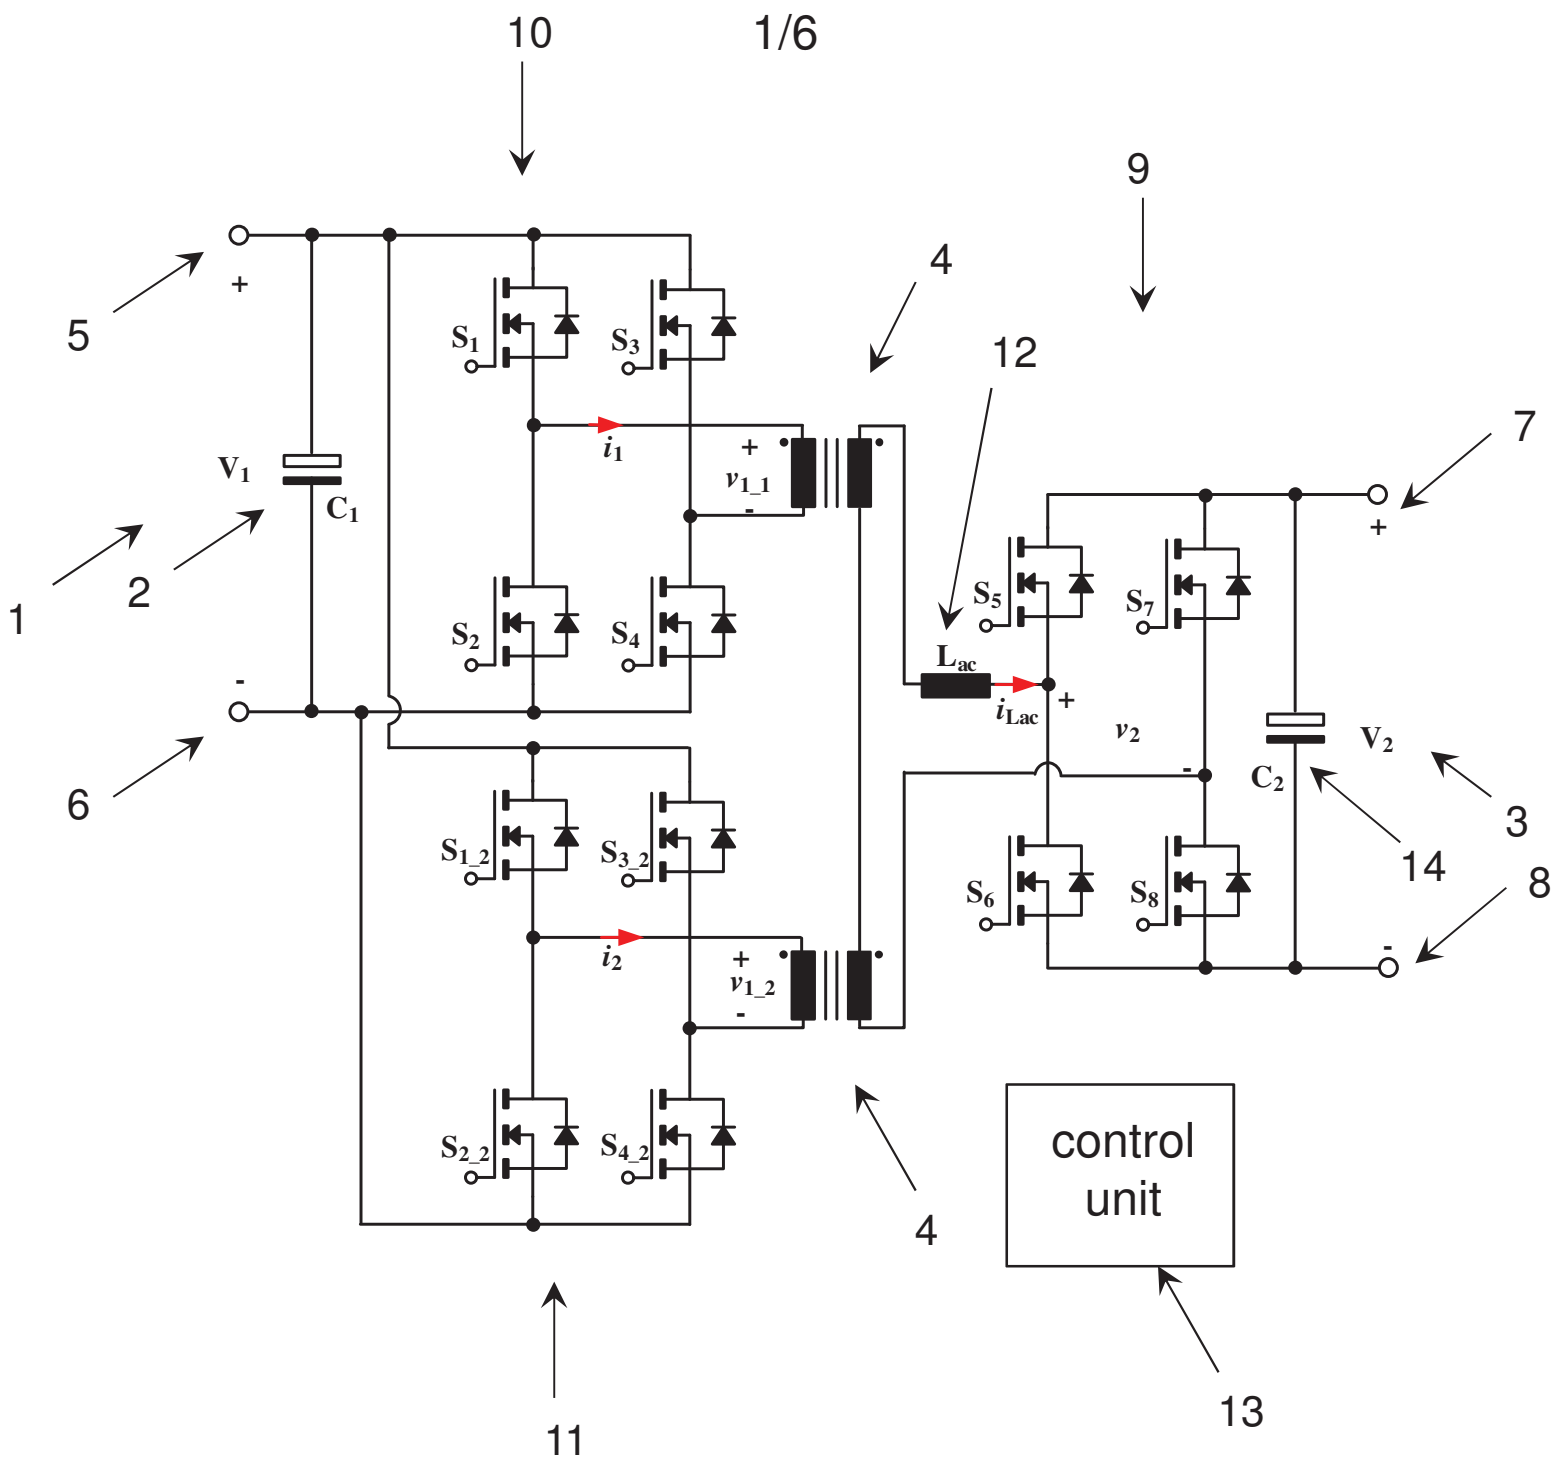 10
1/6
9
4
5
+
S1
S3
12
7
i1
+
v1_1
-
V1
C1
+
1
2
S2
S4
S5
S7
Lac
iLac
+
v2
-
-
6
C2
V2
3
14
8
S1_2
S3_2
S6
S8
-
i2
+
v1_2
-
S2_2
S4_2
4
control
unit
13
11